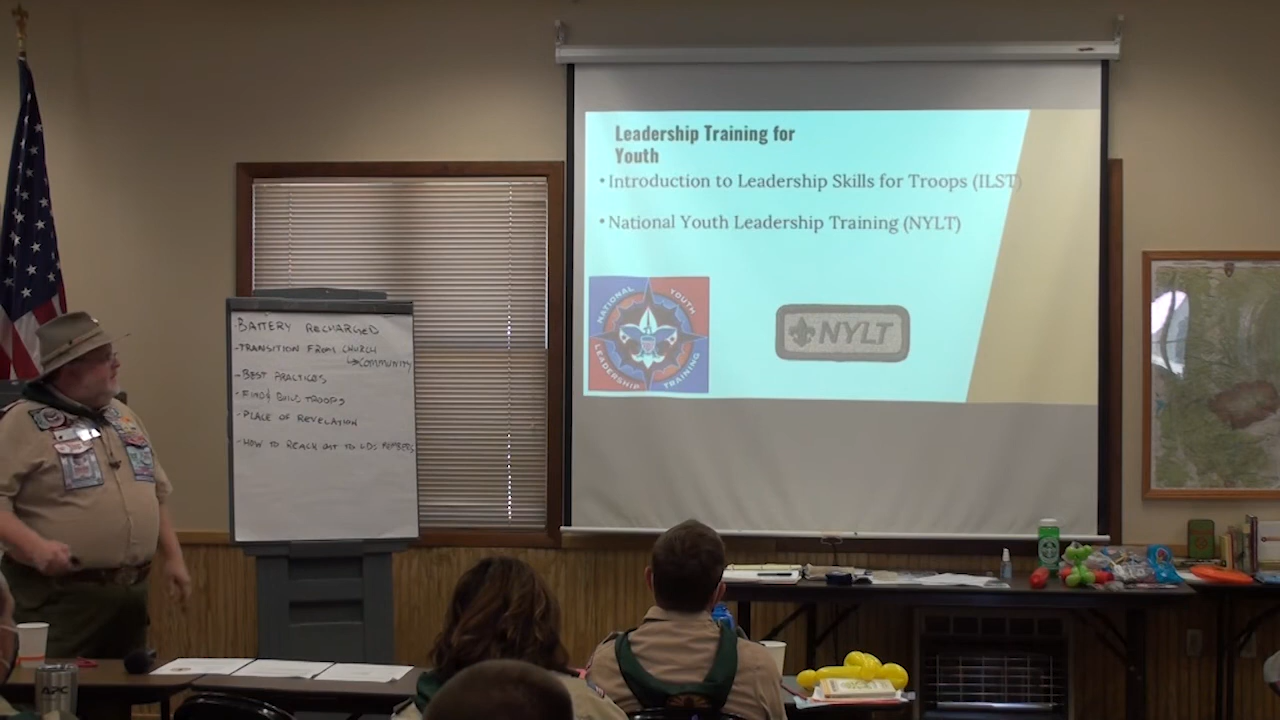 Leadership Training for
Youth
• Introduction to Leadership Skills for Troops (ILST)
• National Youth Leadership Training (NYLT)
NATIONAL YOUTH
LEADERSHIP TRAINING
NYLT
-BATTERY RECHARGED
-TRANSITION FROM CHURCH
↳COMMUNITY
-BEST PRACTICES
-FIND BUILD TROOPS
-PLACE OF REVELATION
-HOW TO REACH OUT TO LDS MEMBERS
APC